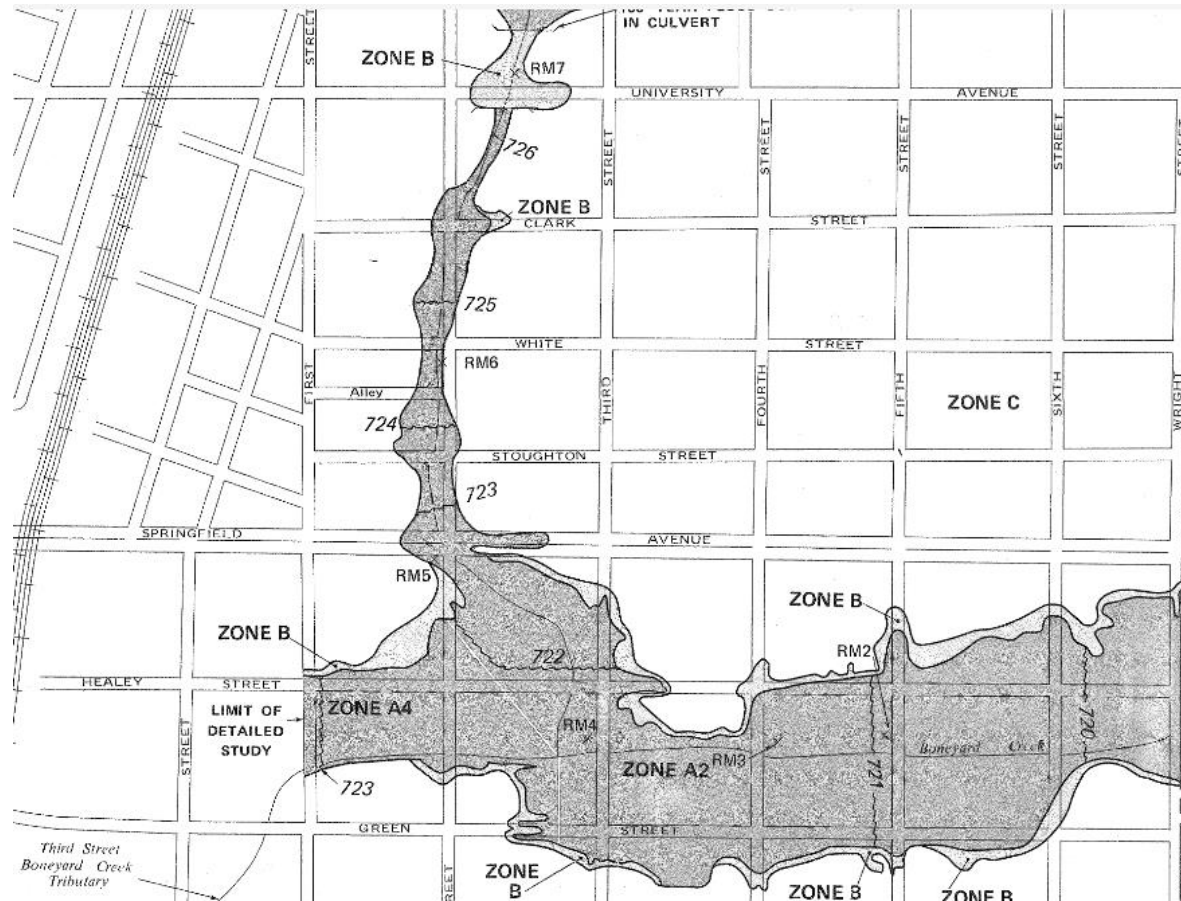 IN CULVERT
STREET
ZONE B
RM7
UNIVERSITY
AVENUE
726
STREET
STREET
STREET
STREET
ZONE B
CLARK
STREET
725
WHITE
STREET
RM6
FIRST
Alley
THIRD
FOURTH
FIFTH
SIXTH
WRIGHT
ZONE C
724
STOUGHTON
STREET
723
SPRINGFIELD
AVENUE
RM5
ZONE B
ZONE B
RM2
722
HEALEY
STREET
LIMIT OF
DETAILED
STUDY
ZONE A4
STREET
RM4
ZONE A2
RM3
Boneyard Creek
720
721
723
GREEN
STREET
Third Street
Boneyard Creek
Tributary
ZONE
B
ZONE B
ZONE B